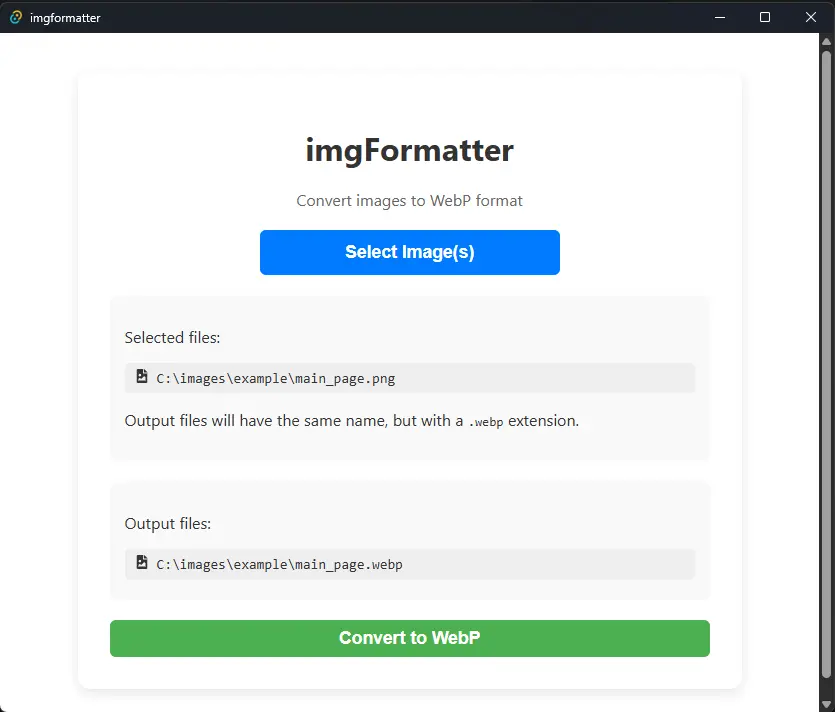 imgformatter
imgFormatter
Convert images to WebP format
Select Image(s)
Selected files:
C:\images\example\main_page.png
Output files will have the same name, but with a .webp extension.
Output files:
C:\images\example\main_page.webp
Convert to WebP